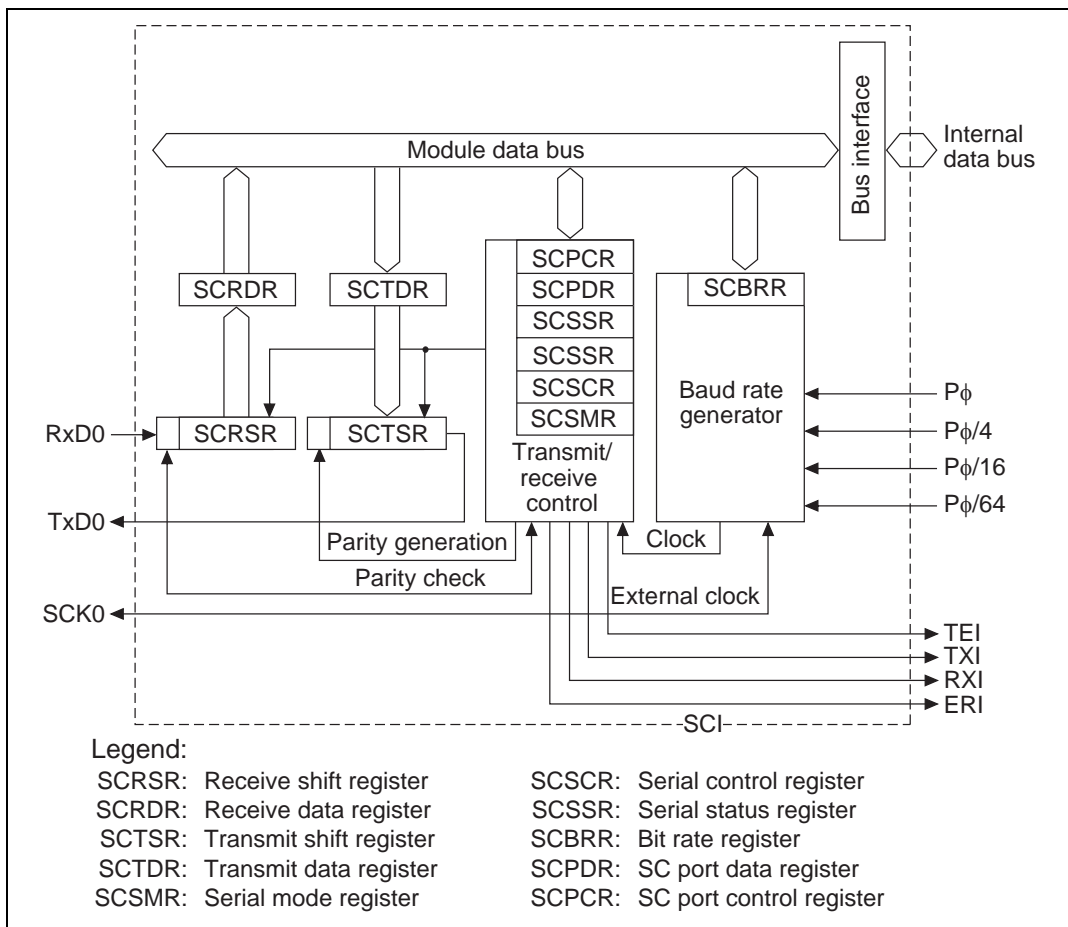 Module data bus
Bus interface
Internal
data bus
SCRDR
SCTDR
SCPCR
SCPDR
SCSSR
SCSSR
SCSCR
SCSMR
Transmit/
receive
control
SCBRR
Baud rate
generator
Pϕ
Pϕ/4
Pϕ/16
Pϕ/64
RxD0
SCRSR
SCTSR
TxD0
Parity generation
Parity check
Clock
External clock
SCK0
TEI
TXI
RXI
ERI
SCI
Legend:
SCRSR: Receive shift register
SCRDR: Receive data register
SCTSR: Transmit shift register
SCTDR: Transmit data register
SCSMR: Serial mode register
SCSCR: Serial control register
SCSSR: Serial status register
SCBRR: Bit rate register
SCPDR: SC port data register
SCPCR: SC port control register